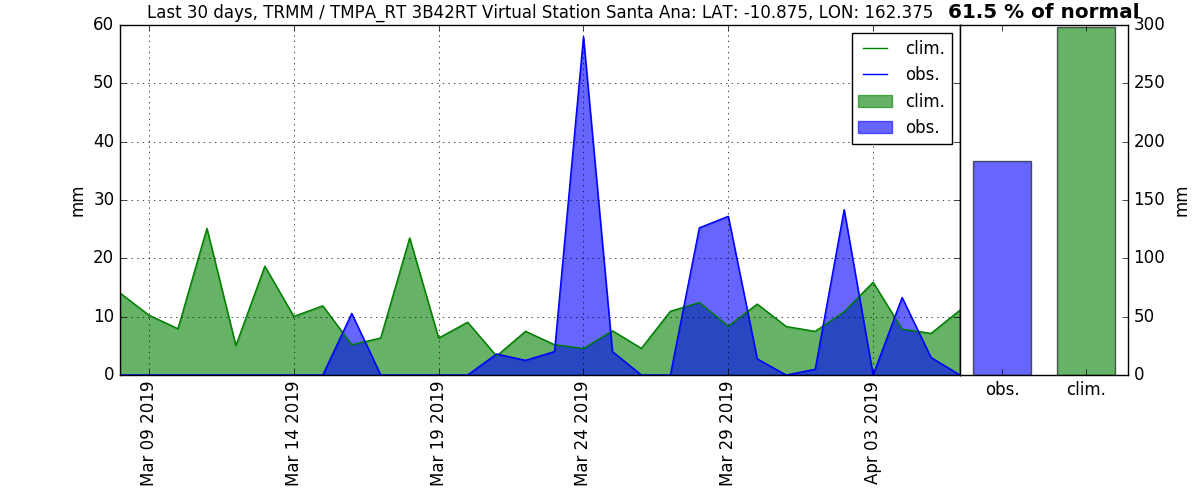 Last 30 days, TRMM / TMPA_RT 3B42RT Virtual Station Santa Ana: LAT: -10.875, LON: 162.375
61.5 % of normal
60
50
40
30
20
10
0
mm
clim.
obs.
clim.
obs.
Mar 09 2019
Mar 14 2019
Mar 19 2019
Mar 24 2019
Mar 29 2019
Apr 03 2019
300
250
200
150
100
50
0
mm
obs.
clim.